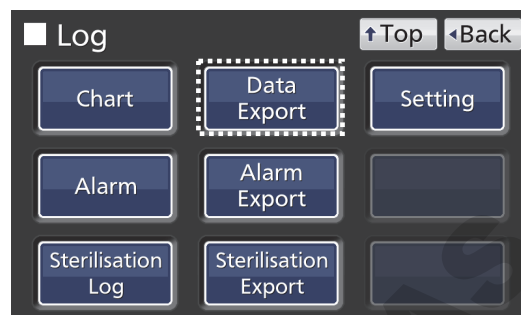 Log
↑Top
◂Back
Chart
Data
Export
Setting
Alarm
Alarm
Export
Sterilisation
Log
Sterilisation
Export